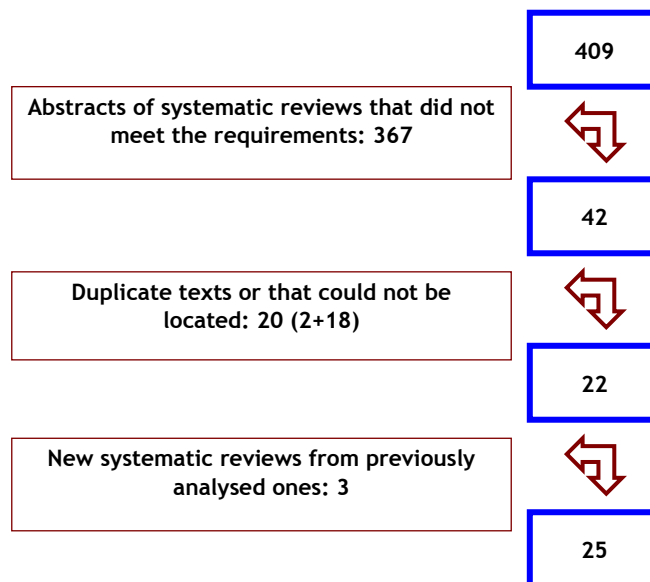 409
Abstracts of systematic reviews that did not
meet the requirements: 367
42
Duplicate texts or that could not be
located: 20 (2+18)
22
New systematic reviews from previously
analysed ones: 3
25